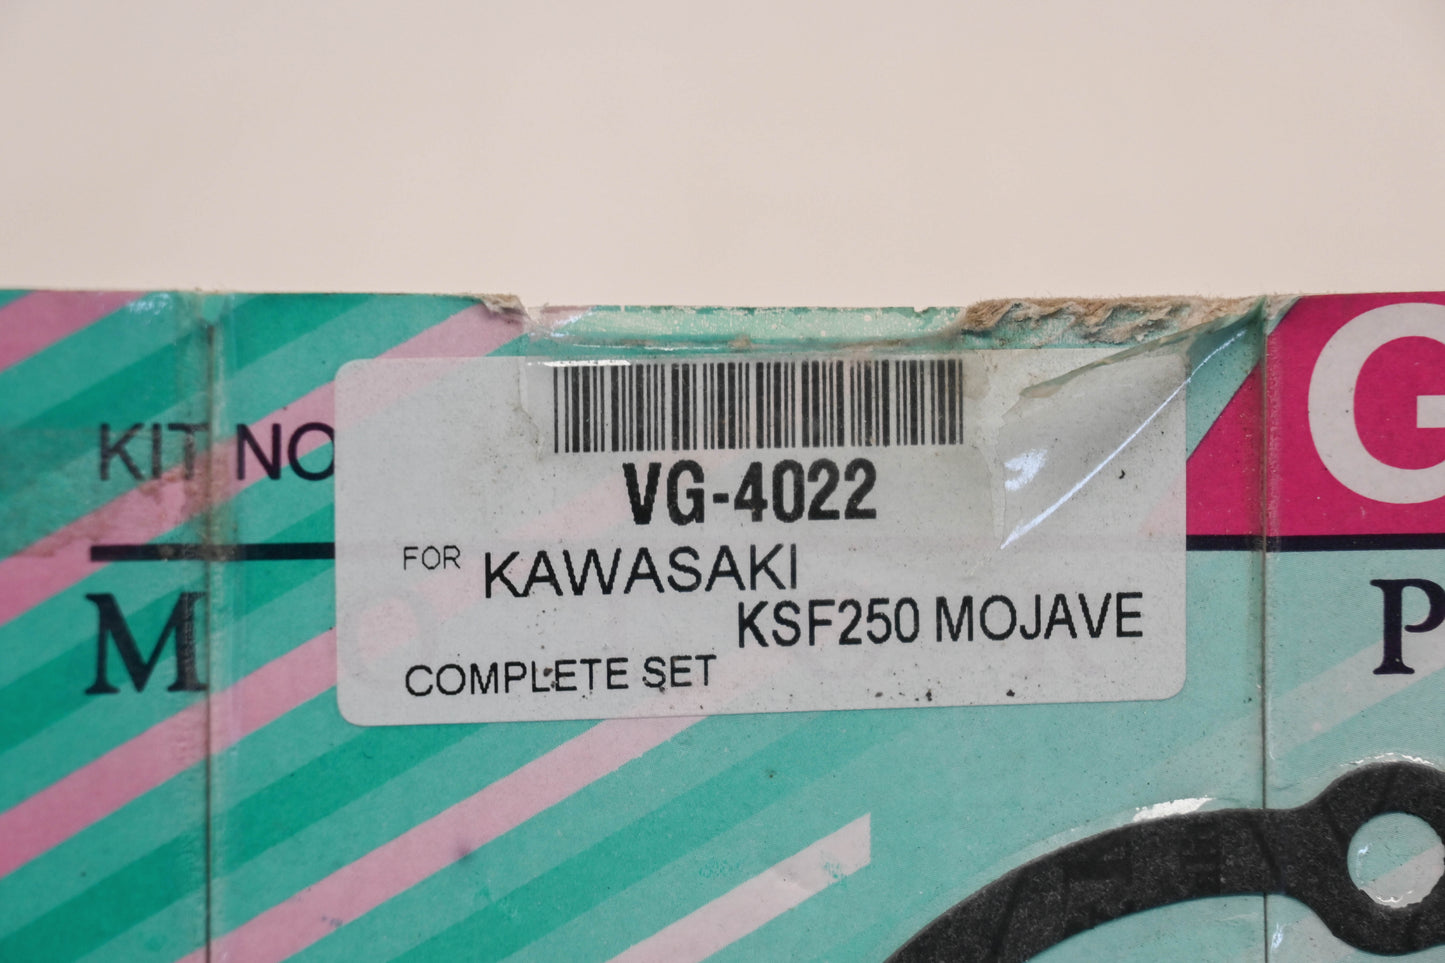 KIT NO
VG-4022
FOR KAWASAKI
KSF250 MOJAVE
COMPLETE SET
G
M
P